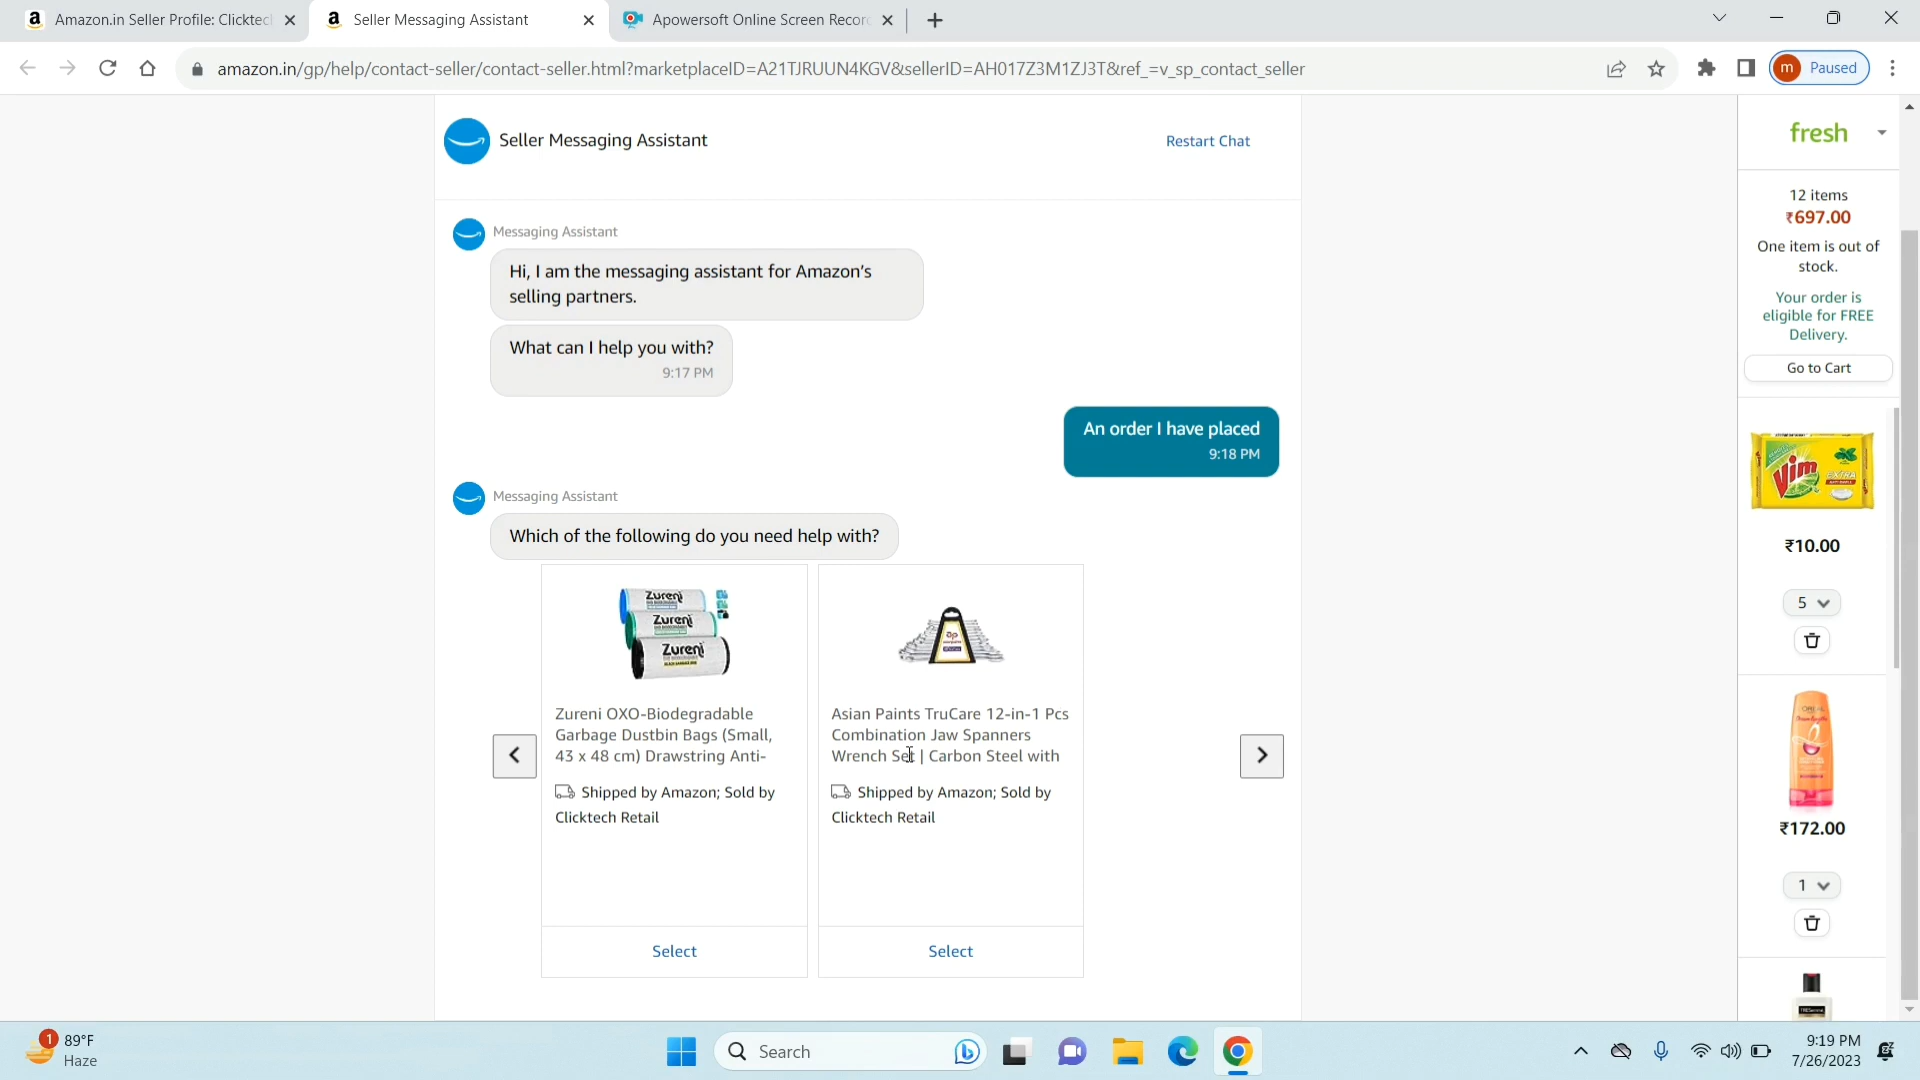 Amazon.in Seller Profile: Clicktec
Seller Messaging Assistant
Apowersoft Online Screen Recor
amazon.in/gp/help/contact-seller/contact-seller.html?marketplaceID=A21TJRUUN4KGV&sellerID=AH017Z3M1ZJ3T&ref_=v_sp_contact_seller
m Paused
Seller Messaging Assistant
Restart Chat
Messaging Assistant
Hi, I am the messaging assistant for Amazon's
selling partners.
What can I help you with?
9:17 PM
An order I have placed
9:18 PM
Messaging Assistant
Which of the following do you need help with?
Zureni
Zureni
Zureni
Zureni OXO-Biodegradable
Garbage Dustbin Bags (Small,
43 x 48 cm) Drawstring Anti-
Shipped by Amazon; Sold by
Clicktech Retail
Select
ap
Asian Paints TruCare 12-in-1 Pcs
Combination Jaw Spanners
Wrench Set | Carbon Steel with
Shipped by Amazon; Sold by
Clicktech Retail
Select
fresh
12 items
₹697.00
One item is out of
stock.
Your order is
eligible for FREE
Delivery.
Go to Cart
Vim
EXTRA
₹10.00
5
₹172.00
1
1
89°F
Haze
Search
9:19 PM
7/26/2023